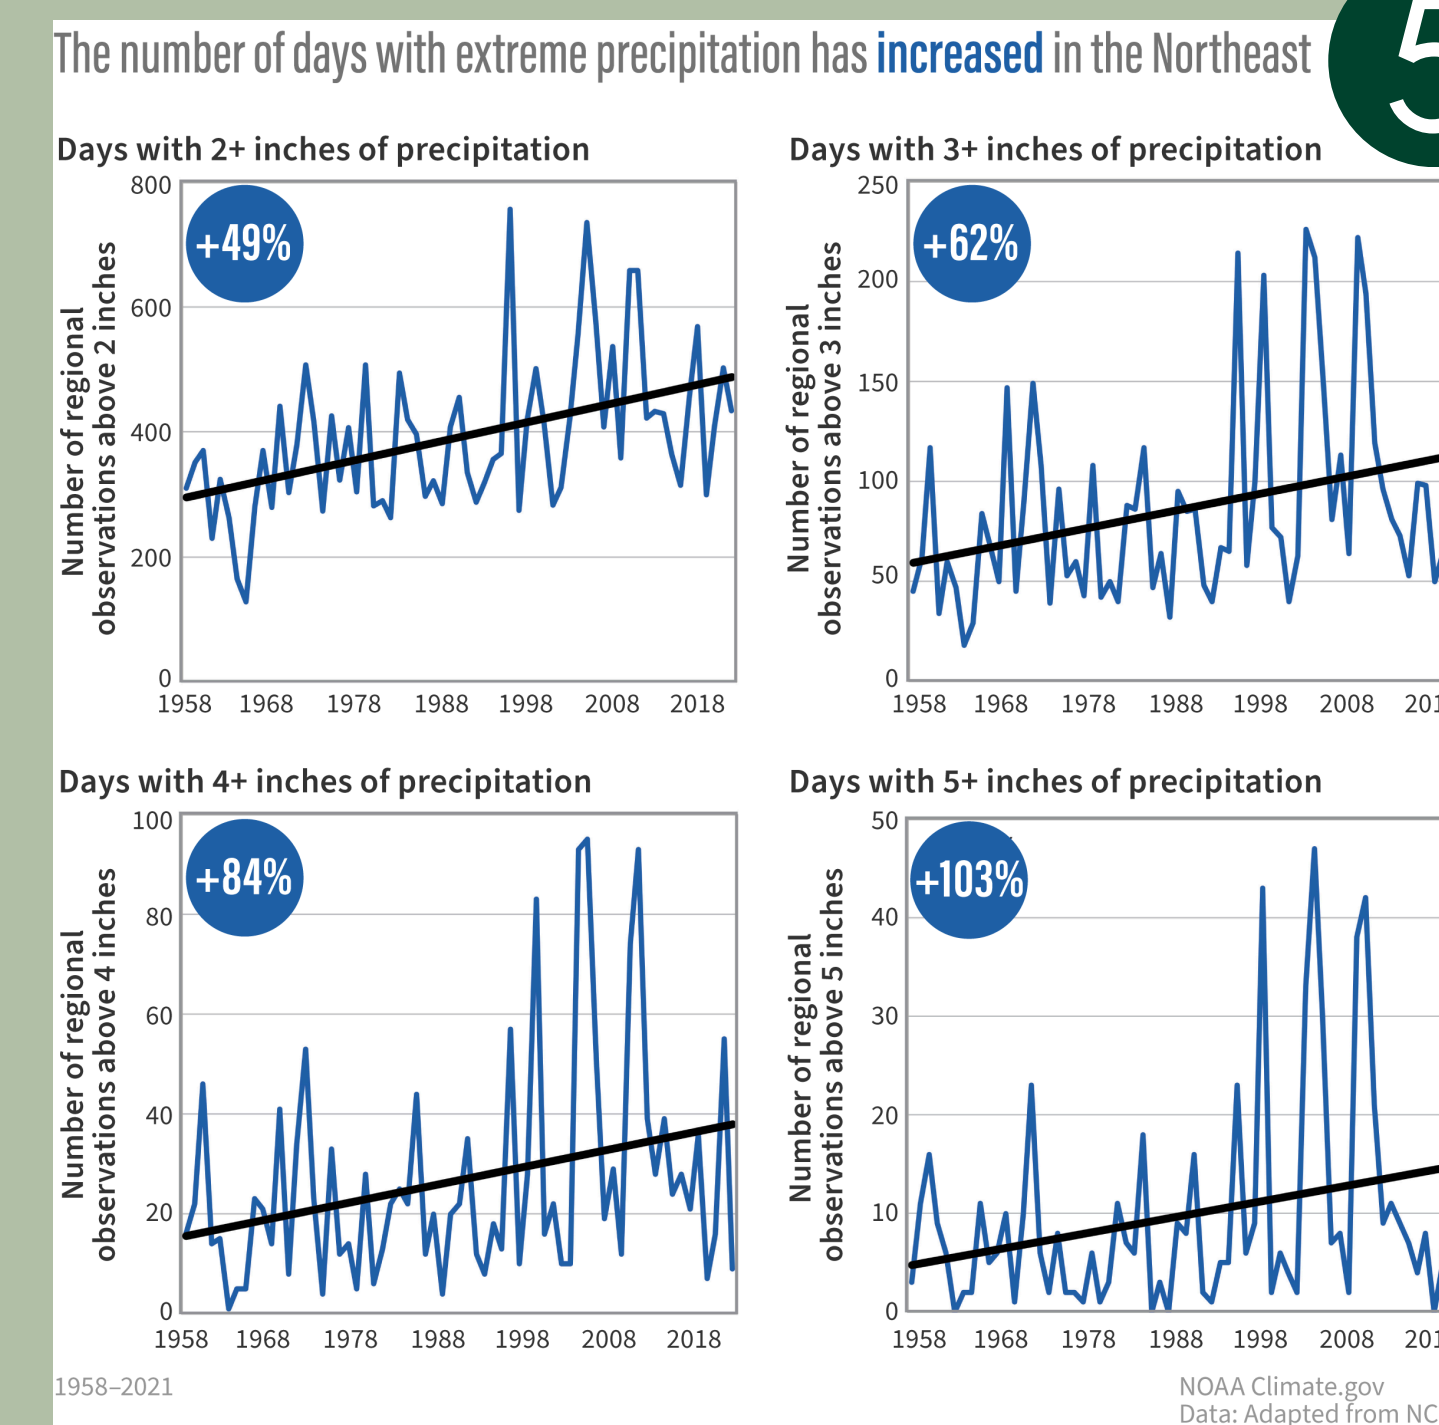 The number of days with extreme precipitation has increased in the Northeast
5
Days with 2+ inches of precipitation
+49%
Number of regional
observations above 2 inches
800
600
400
200
0
1958 1968 1978 1988 1998 2008 2018
Days with 3+ inches of precipitation
+62%
Number of regional
observations above 3 inches
250
200
150
100
50
0
1958 1968 1978 1988 1998 2008 201
Days with 4+ inches of precipitation
+84%
Number of regional
observations above 4 inches
100
80
60
40
20
0
1958 1968 1978 1988 1998 2008 2018
Days with 5+ inches of precipitation
+103%
Number of regional
observations above 5 inches
50
40
30
20
10
0
1958 1968 1978 1988 1998 2008 201
1958–2021
NOAA Climate.gov
Data: Adapted from NC